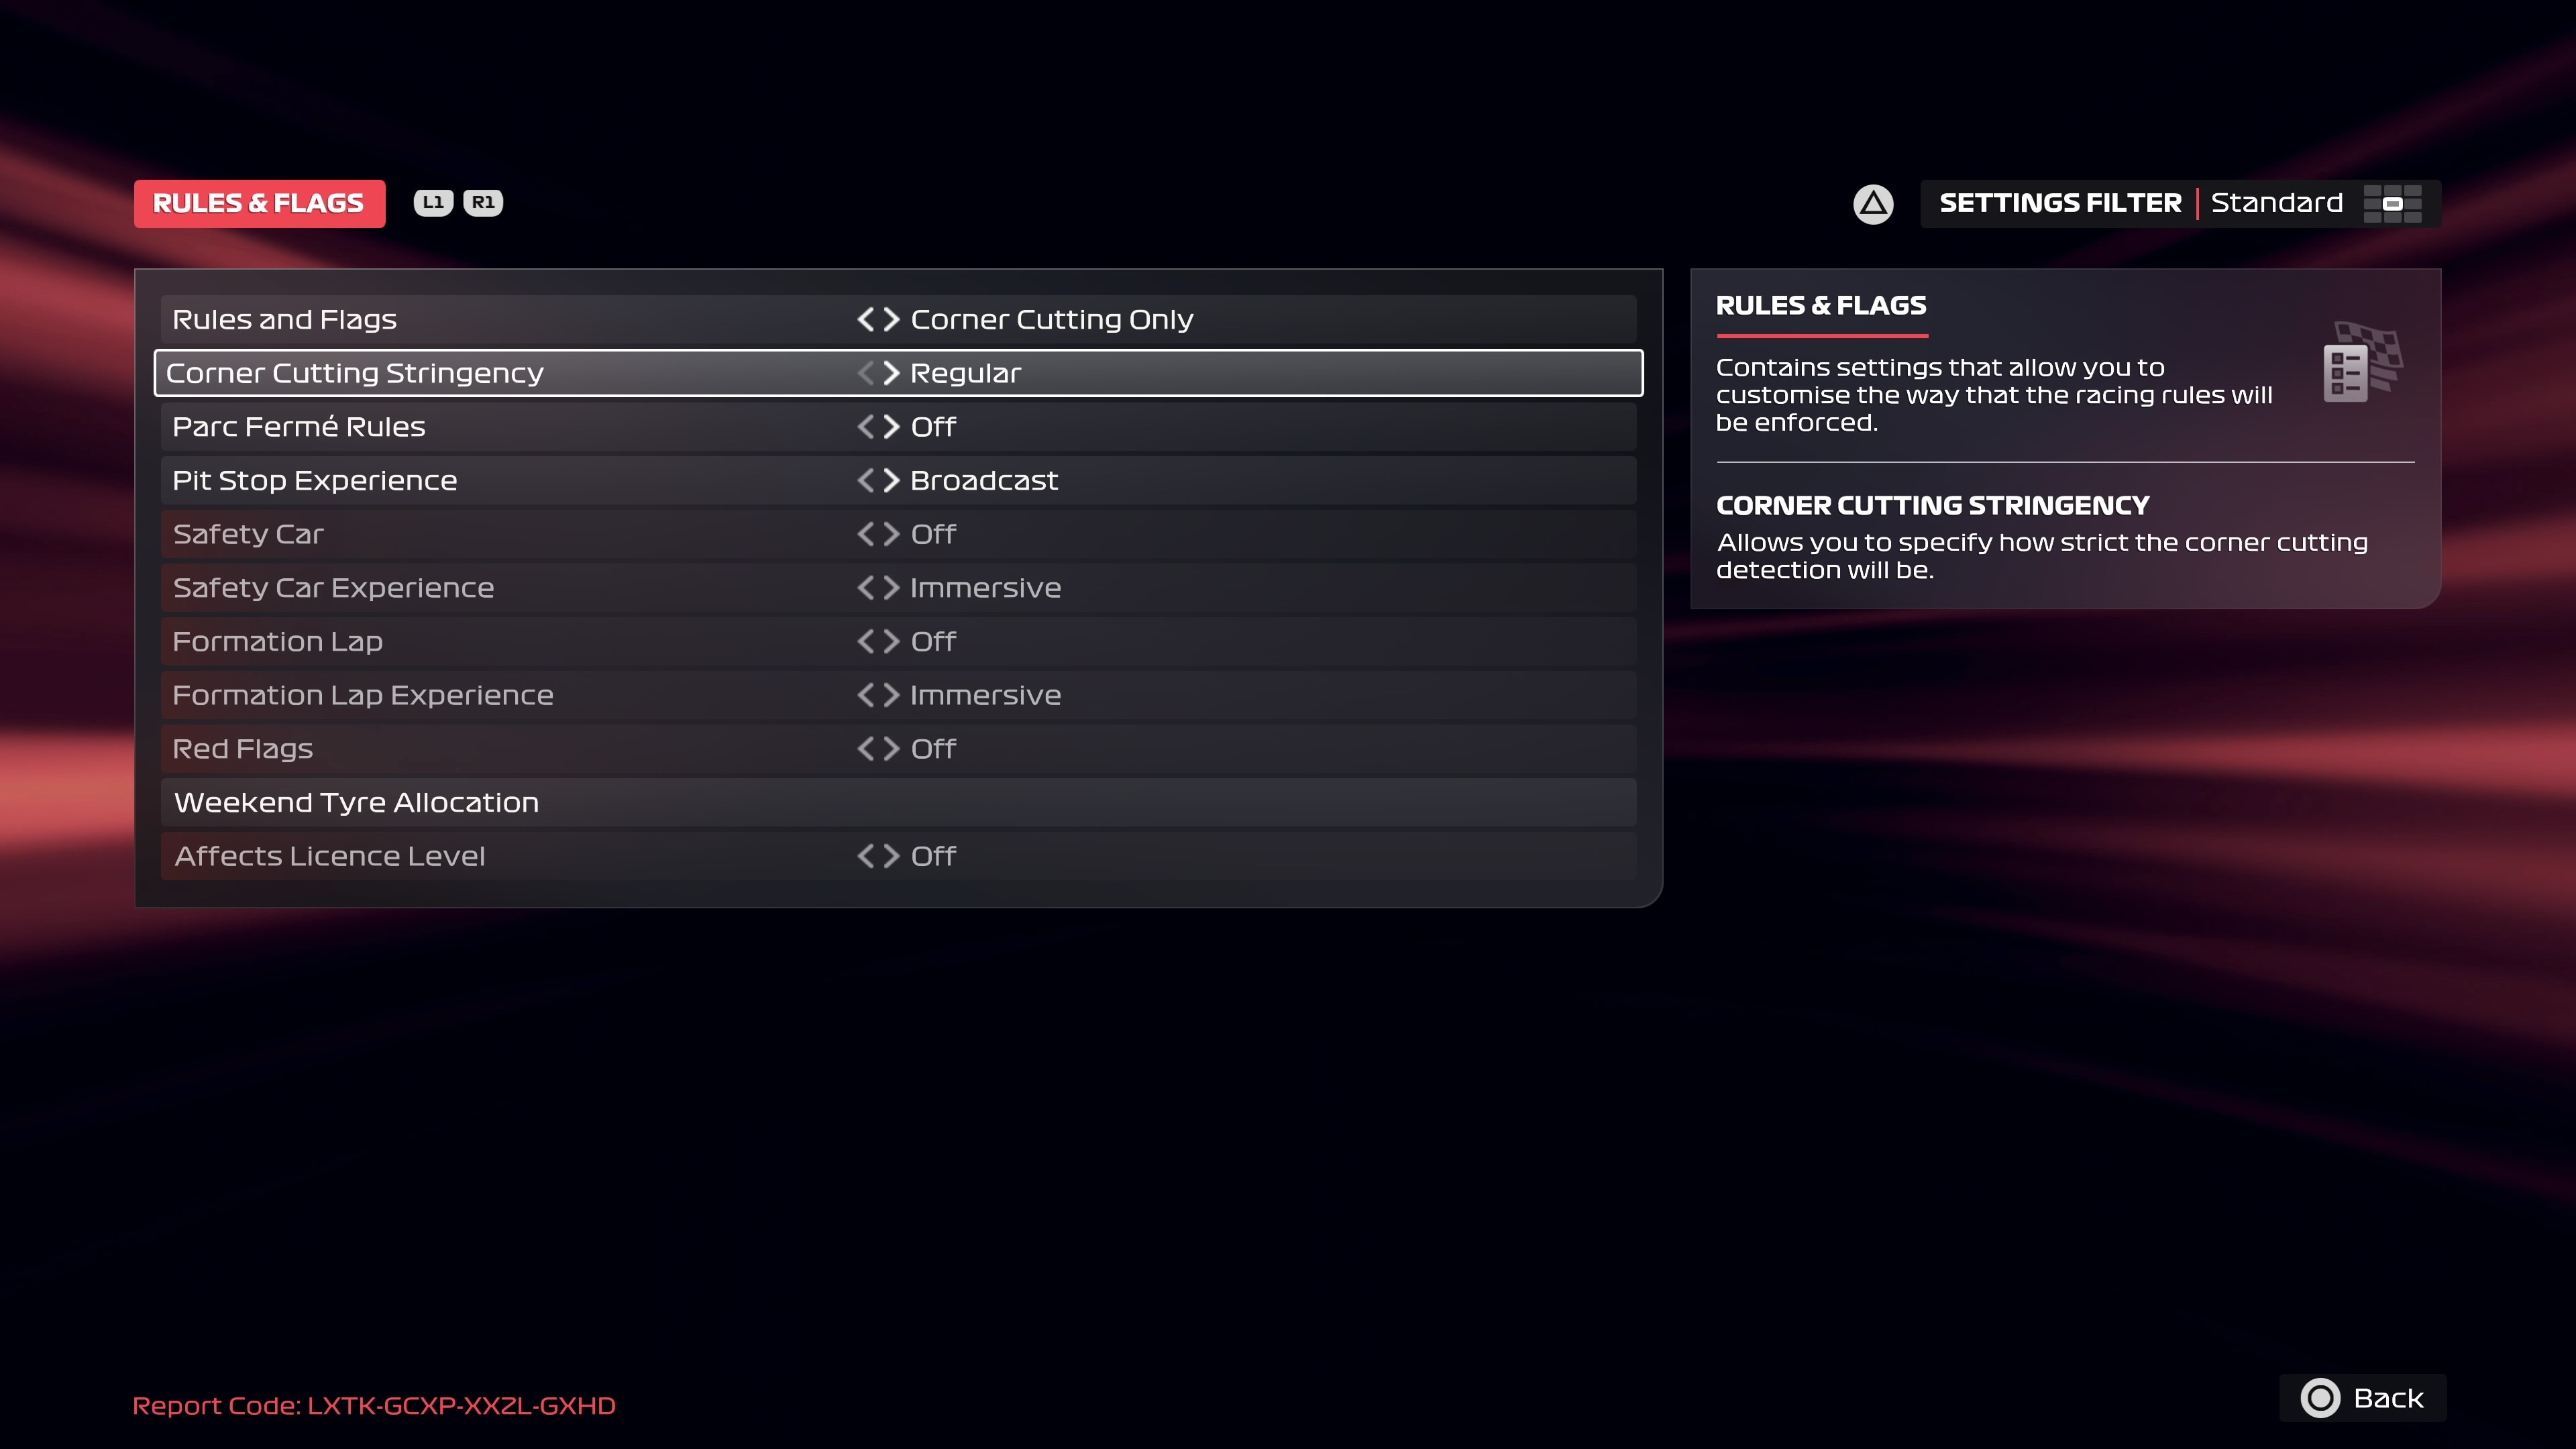 RULES & FLAGS
L1 R1
SETTINGS FILTER | Standard
Rules and Flags Corner Cutting Only
Corner Cutting Stringency Regular
Parc Fermé Rules Off
Pit Stop Experience Broadcast
Safety Car Off
Safety Car Experience Immersive
Formation Lap Off
Formation Lap Experience Immersive
Red Flags Off
Weekend Tyre Allocation
Affects Licence Level Off
RULES & FLAGS
Contains settings that allow you to
customise the way that the racing rules will
be enforced.
CORNER CUTTING STRINGENCY
Allows you to specify how strict the corner cutting
detection will be.
Report Code: LXTK-GCXP-XXZL-GXHD
Back